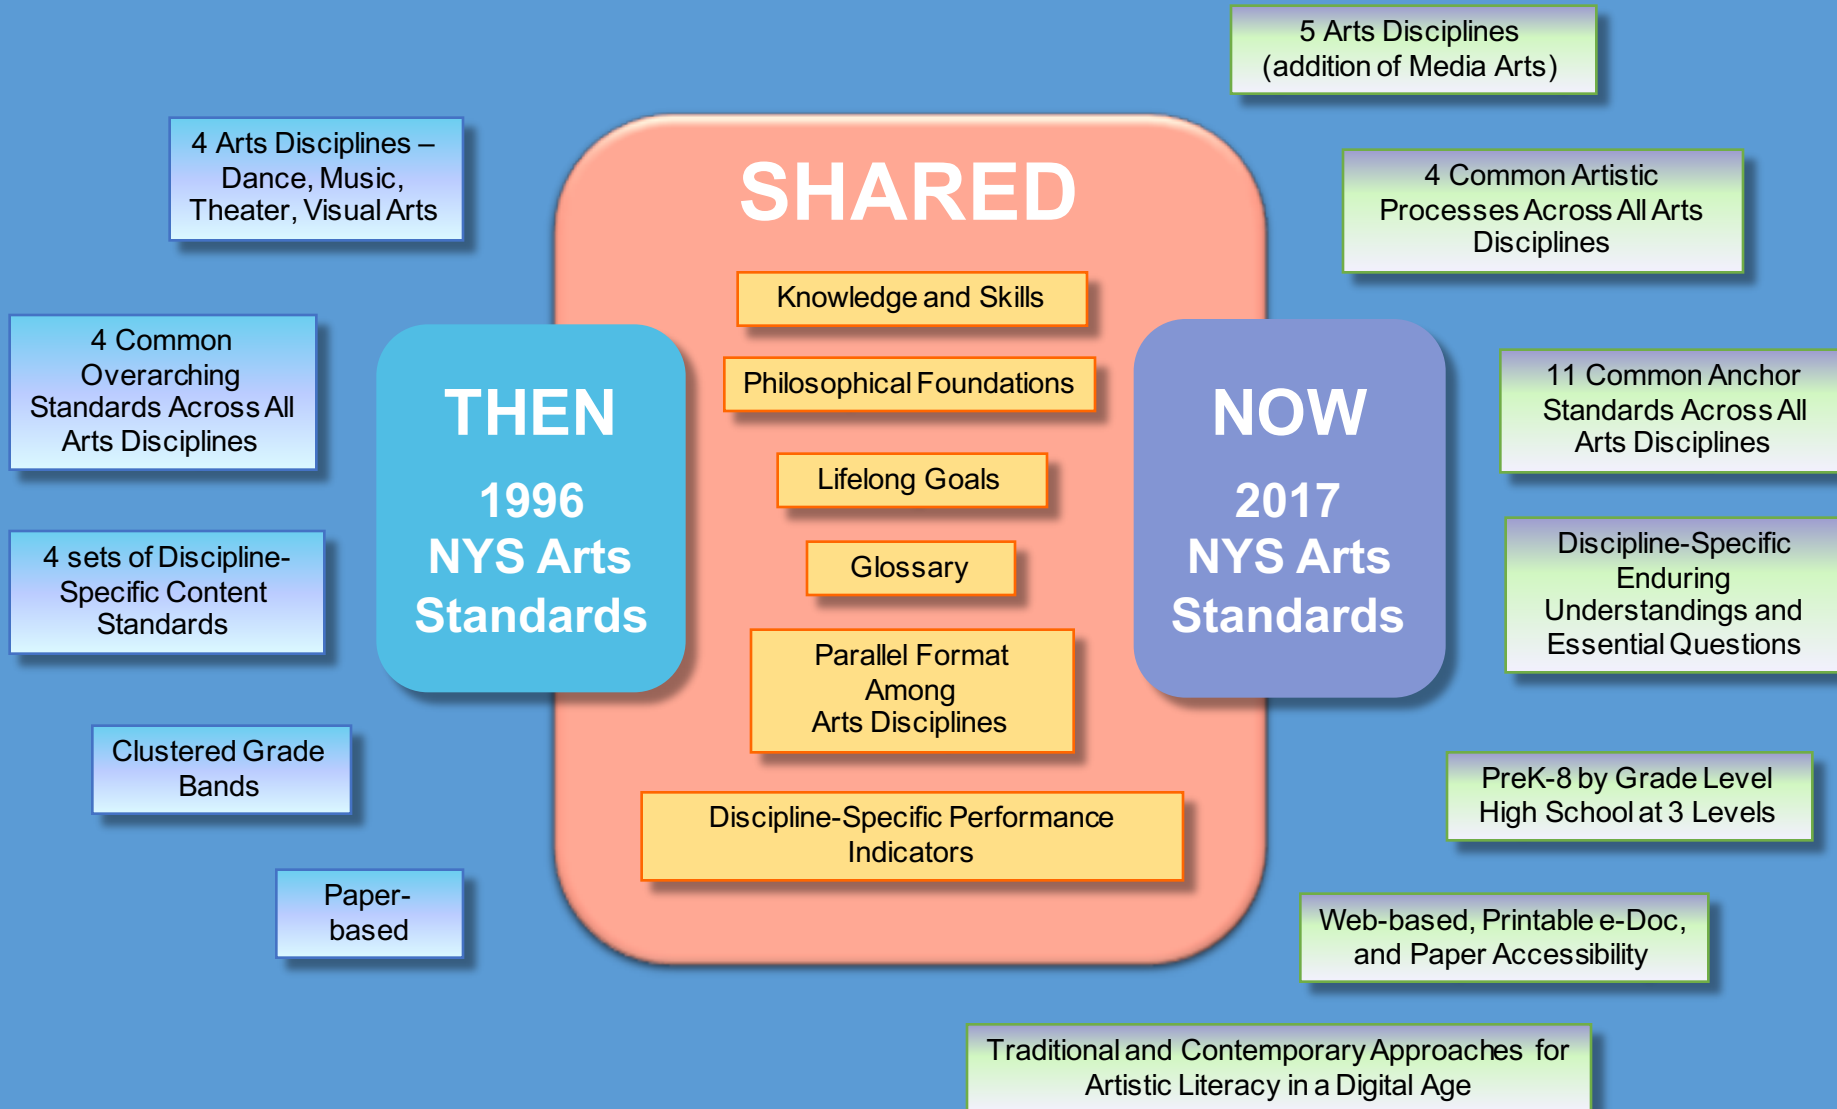 4 Arts Disciplines –
Dance, Music,
Theater, Visual Arts
4 Common
Overarching
Standards Across All
Arts Disciplines
4 sets of Discipline-
Specific Content
Standards
Clustered Grade
Bands
Paper-
based
THEN
1996
NYS Arts
Standards
SHARED
Knowledge and Skills
Philosophical Foundations
Lifelong Goals
Glossary
Parallel Format
Among
Arts Disciplines
Discipline-Specific Performance
Indicators
NOW
2017
NYS Arts
Standards
5 Arts Disciplines
(addition of Media Arts)
4 Common Artistic
Processes Across All Arts
Disciplines
11 Common Anchor
Standards Across All
Arts Disciplines
Discipline-Specific
Enduring
Understandings and
Essential Questions
PreK-8 by Grade Level
High School at 3 Levels
Web-based, Printable e-Doc,
and Paper Accessibility
Traditional and Contemporary Approaches for
Artistic Literacy in a Digital Age